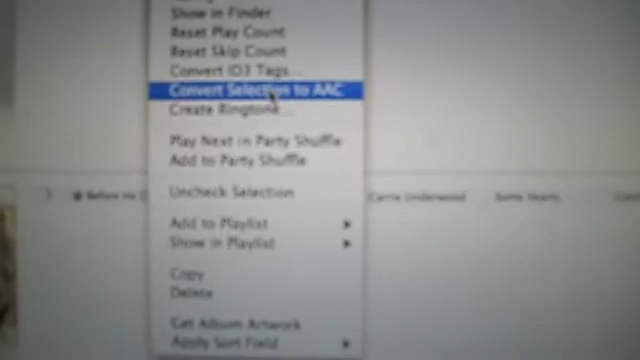 Show in Finder
Reset Play Count
Reset Skip Count
Convert ID3 Tags...
Convert Selection to AAC
Create Ringtone...
Play Next in Party Shuffle
Add to Party Shuffle
Uncheck Selection
Add to Playlist
Show in Playlist
Copy
Delete
Get Album Artwork
Apply Sort Field
Carrie Underwood
Some Hearts